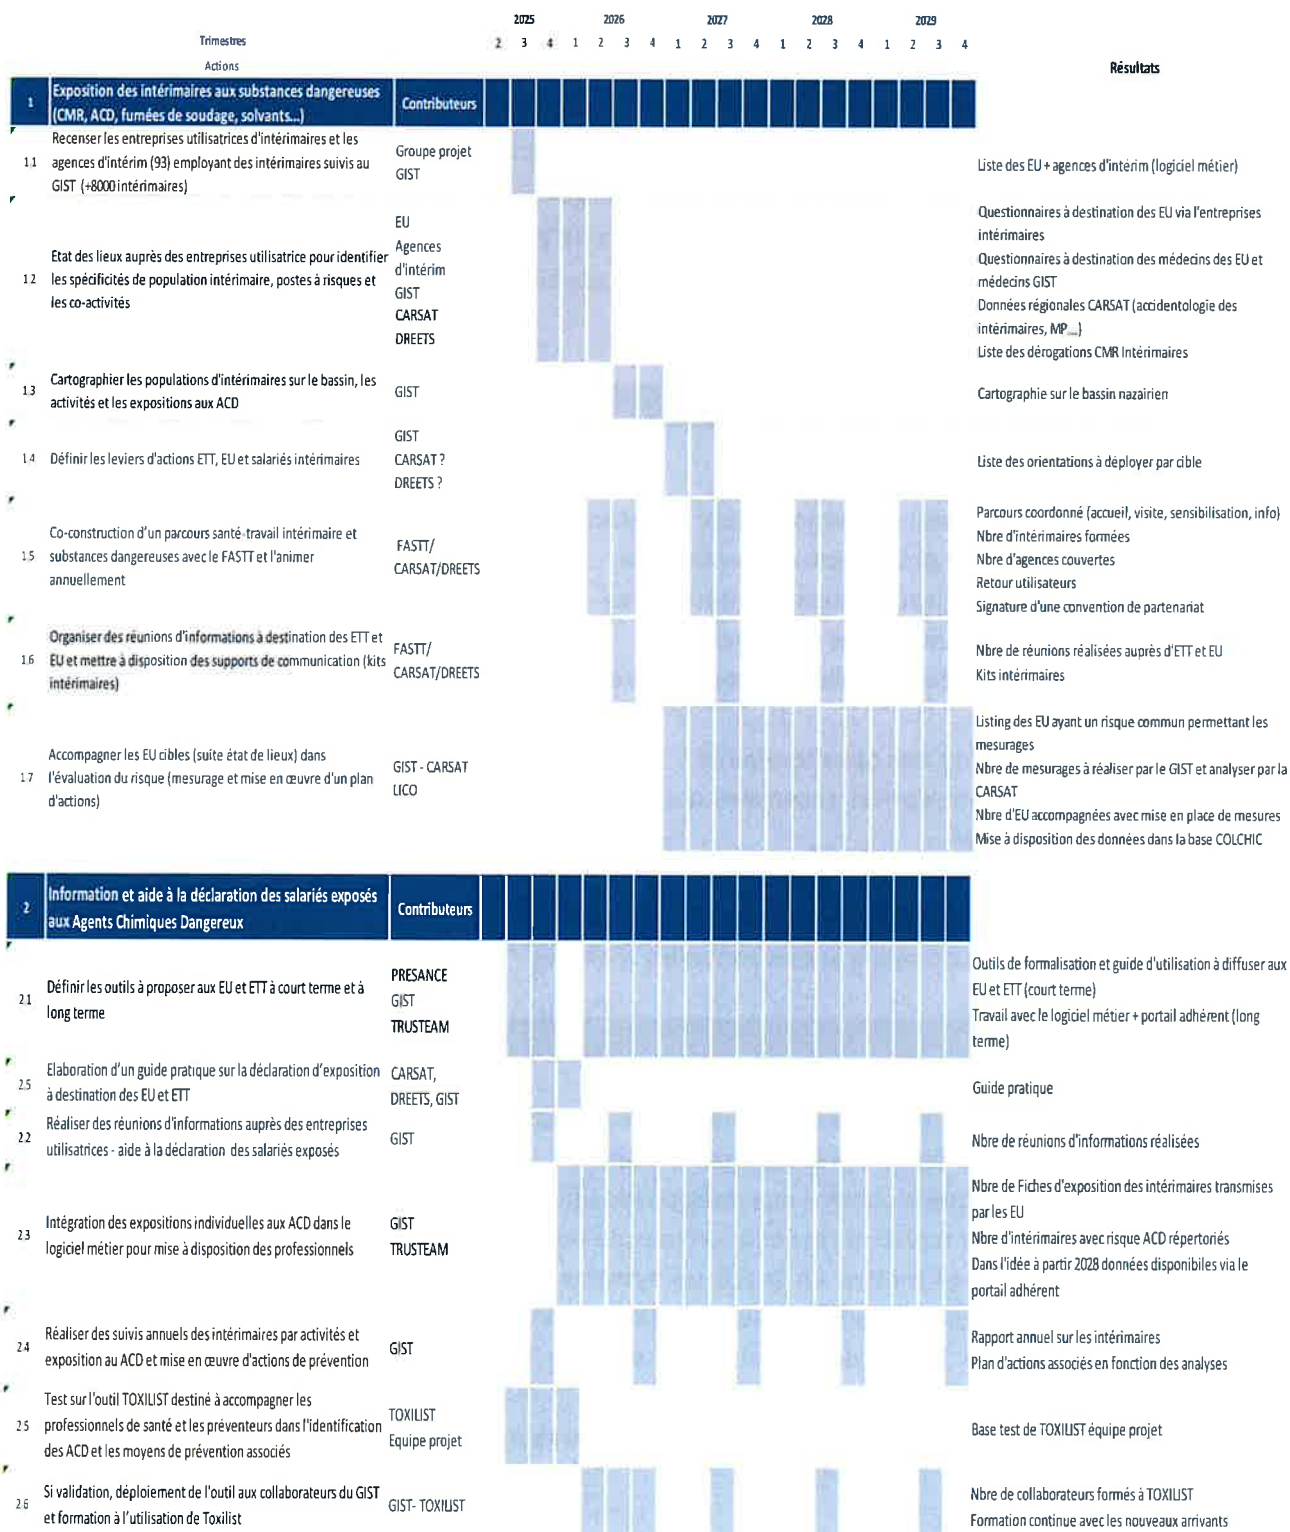 2025 2026 2027 2028 2029
Trimestres 2 3 4 1 2 3 4 1 2 3 4 1 2 3 4 1 2 3 4
Actions
Résultats
1 Exposition des intérimaires aux substances dangereuses
(CMR, ACD, fumées de soudage, solvants...)
Contributeurs
1.1 Recenser les entreprises utilisatrices d'intérimaires et les
agences d'intérim (93) employant des intérimaires suivis au
GIST (+8000 intérimaires)
Groupe projet
GIST
Liste des EU + agences d'intérim (logiciel métier)
1.2 Etat des lieux auprès des entreprises utilisatrice pour identifier
les spécificités de population intérimaire, postes à risques et
les co-activités
EU
Agences
d'intérim
GIST
CARSAT
DREETS
Questionnaires à destination des EU via l'entreprises
intérimaires
Questionnaires à destination des médecins des EU et
médecins GIST
Données régionales CARSAT (accidentologie des
intérimaires, MP...)
Liste des dérogations CMR Intérimaires
1.3 Cartographier les populations d'intérimaires sur le bassin, les
activités et les expositions aux ACD
GIST
Cartographie sur le bassin nazairien
1.4 Définir les leviers d'actions ETT, EU et salariés intérimaires
GIST
CARSAT ?
DREETS ?
Liste des orientations à déployer par cible
1.5 Co-construction d'un parcours santé-travail intérimaire et
substances dangereuses avec le FASTT et l'animer
annuellement
FASTT/
CARSAT/DREETS
Parcours coordonné (accueil, visite, sensibilisation, info)
Nbre d'intérimaires formées
Nbre d'agences couvertes
Retour utilisateurs
Signature d'une convention de partenariat
1.6 Organiser des réunions d'informations à destination des ETT et
EU et mettre à disposition des supports de communication (kits
intérimaires)
FASTT/
CARSAT/DREETS
Nbre de réunions réalisées auprès d'ETT et EU
Kits intérimaires
1.7 Accompagner les EU cibles (suite état de lieux) dans
l'évaluation du risque (mesurage et mise en œuvre d'un plan
d'actions)
GIST - CARSAT
LICO
Listing des EU ayant un risque commun permettant les
mesurages
Nbre de mesurages à réaliser par le GIST et analyser par la
CARSAT
Nbre d'EU accompagnées avec mise en place de mesures
Mise à disposition des données dans la base COLCHIC
2 Information et aide à la déclaration des salariés exposés
aux Agents Chimiques Dangereux
Contributeurs
2.1 Définir les outils à proposer aux EU et ETT à court terme et à
long terme
PRESANCE
GIST
TRUSTEAM
Outils de formalisation et guide d'utilisation à diffuser aux
EU et ETT (court terme)
Travail avec le logiciel métier + portail adhérent (long
terme)
2.5 Elaboration d'un guide pratique sur la déclaration d'exposition
à destination des EU et ETT
CARSAT,
DREETS, GIST
Guide pratique
2.2 Réaliser des réunions d'informations auprès des entreprises
utilisatrices - aide à la déclaration des salariés exposés
GIST
Nbre de réunions d'informations réalisées
2.3 Intégration des expositions individuelles aux ACD dans le
logiciel métier pour mise à disposition des professionnels
GIST
TRUSTEAM
Nbre de Fiches d'exposition des intérimaires transmises
par les EU
Nbre d'intérimaires avec risque ACD répertoriés
Dans l'idée à partir 2028 données disponibiles via le
portail adhérent
2.4 Réaliser des suivis annuels des intérimaires par activités et
exposition au ACD et mise en œuvre d'actions de prévention
GIST
Rapport annuel sur les intérimaires
Plan d'actions associés en fonction des analyses
2.5 Test sur l'outil TOXILIST destiné à accompagner les
professionnels de santé et les préventeurs dans l'identification
des ACD et les moyens de prévention associés
TOXILIST
Equipe projet
Base test de TOXILIST équipe projet
2.6 Si validation, déploiement de l'outil aux collaborateurs du GIST
et formation à l'utilisation de Toxilist
GIST- TOXILIST
Nbre de collaborateurs formés à TOXILIST
Formation continue avec les nouveaux arrivants